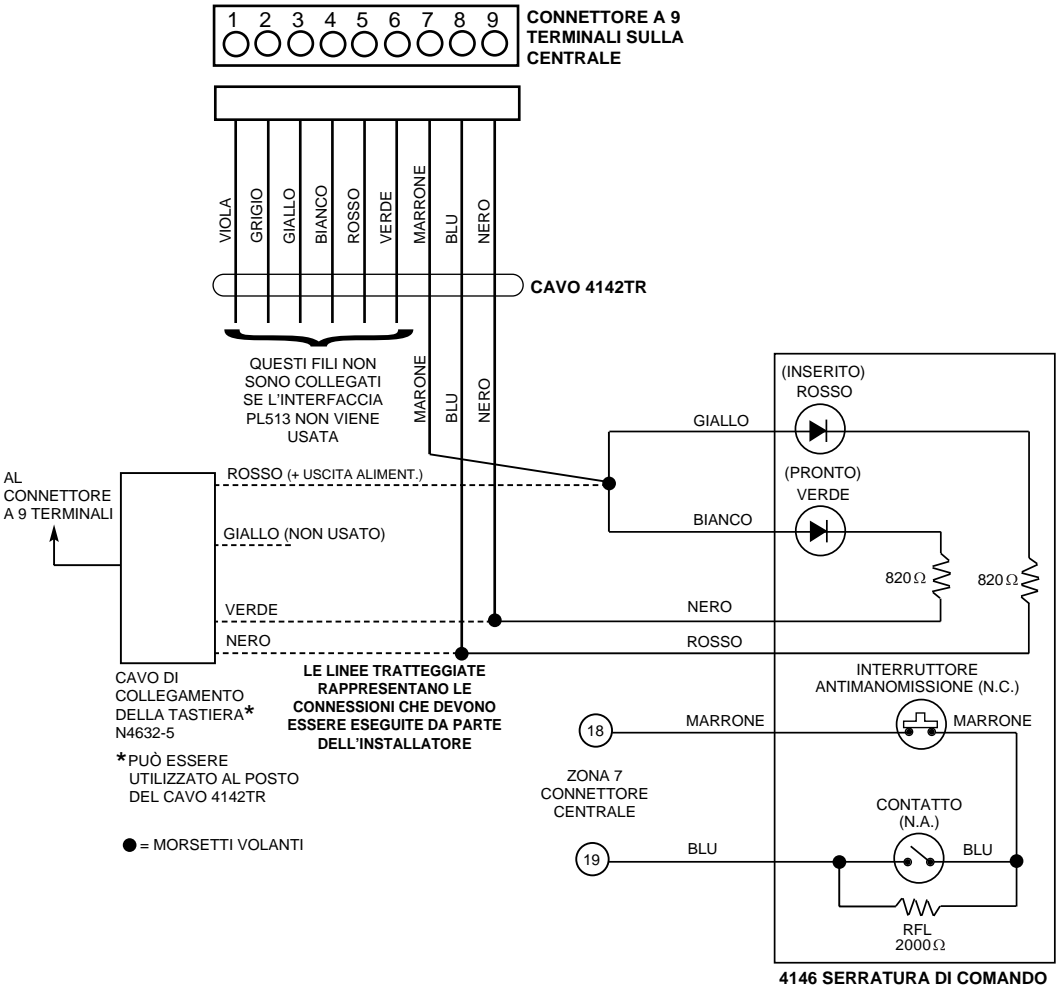 1 2 3 4 5 6 7 8 9
CONNETTORE A 9
TERMINALI SULLA
CENTRALE
VIOLA
GRIGIO
GIALLO
BIANCO
ROSSO
VERDE
MARRONE
BLU
NERO
CAVO 4142TR
QUESTI FILI NON
SONO COLLEGATI
SE L'INTERFACCIA
PL513 NON VIENE
USATA
MARONE
BLU
NERO
(INSERITO)
ROSSO
GIALLO
(PRONTO)
VERDE
BIANCO
820Ω
820Ω
AL
CONNETTORE
A 9 TERMINALI
ROSSO (+ USCITA ALIMENT.)
GIALLO (NON USATO)
VERDE
NERO
NERO
ROSSO
CAVO DI
COLLEGAMENTO
DELLA TASTIERA*
N4632-5
*PUÒ ESSERE
UTILIZZATO AL POSTO
DEL CAVO 4142TR
LE LINEE TRATTEGGIATE
RAPPRESENTANO LE
CONNESSIONI CHE DEVONO
ESSERE ESEGUITE DA PARTE
DELL'INSTALLATORE
= MORSETTI VOLANTI
INTERRUTTORE
ANTIMANOMISSIONE (N.C.)
18
MARRONE
MARRONE
ZONA 7
CONNETTORE
CENTRALE
CONTATTO
(N.A.)
19
BLU
BLU
RFL
2000Ω
4146 SERRATURA DI COMANDO